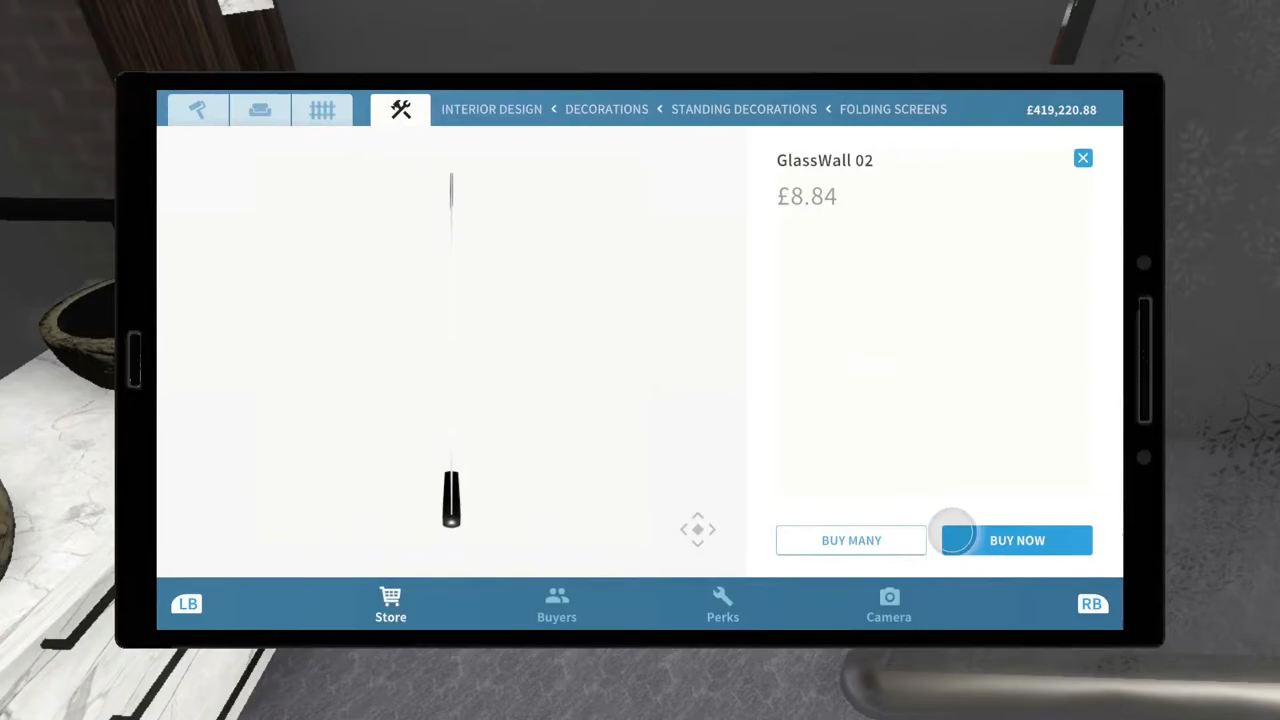 INTERIOR DESIGN < DECORATIONS < STANDING DECORATIONS < FOLDING SCREENS £419,220.88
GlassWall 02
£8.84
BUY MANY BUY NOW
LB Store Buyers Perks Camera RB